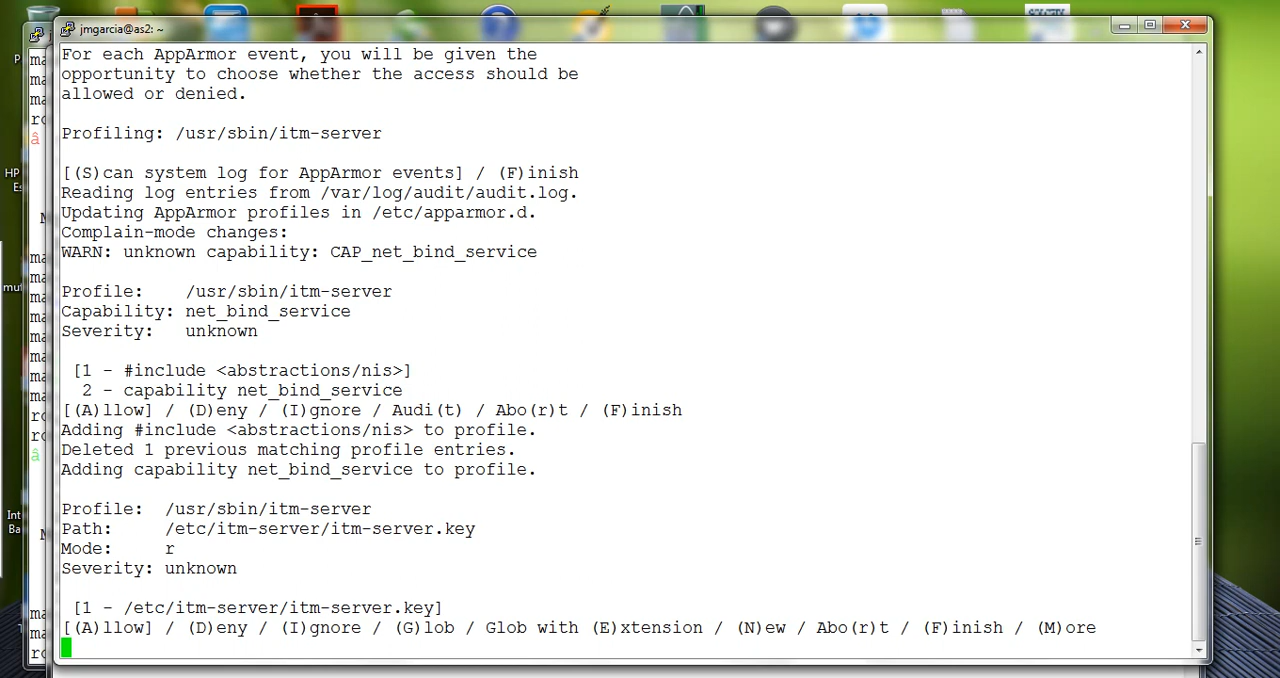 jmgarcia@as2: ~
For each AppArmor event, you will be given the
opportunity to choose whether the access should be
allowed or denied.
Profiling: /usr/sbin/itm-server
[(S)can system log for AppArmor events] / (F)inish
Reading log entries from /var/log/audit/audit.log.
Updating AppArmor profiles in /etc/apparmor.d.
Complain-mode changes:
WARN: unknown capability: CAP_net_bind_service
Profile:    /usr/sbin/itm-server
Capability: net_bind_service
Severity:   unknown
[1 - #include <abstractions/nis>]
2 - capability net_bind_service
[(A)llow] / (D)eny / (I)gnore / Audi(t) / Abo(r)t / (F)inish
Adding #include <abstractions/nis> to profile.
Deleted 1 previous matching profile entries.
Adding capability net_bind_service to profile.
Profile:  /usr/sbin/itm-server
Path:     /etc/itm-server/itm-server.key
Mode:     r
Severity: unknown
[1 - /etc/itm-server/itm-server.key]
[(A)llow] / (D)eny / (I)gnore / (G)lob / Glob with (E)xtension / (N)ew / Abo(r)t / (F)inish / (M)ore